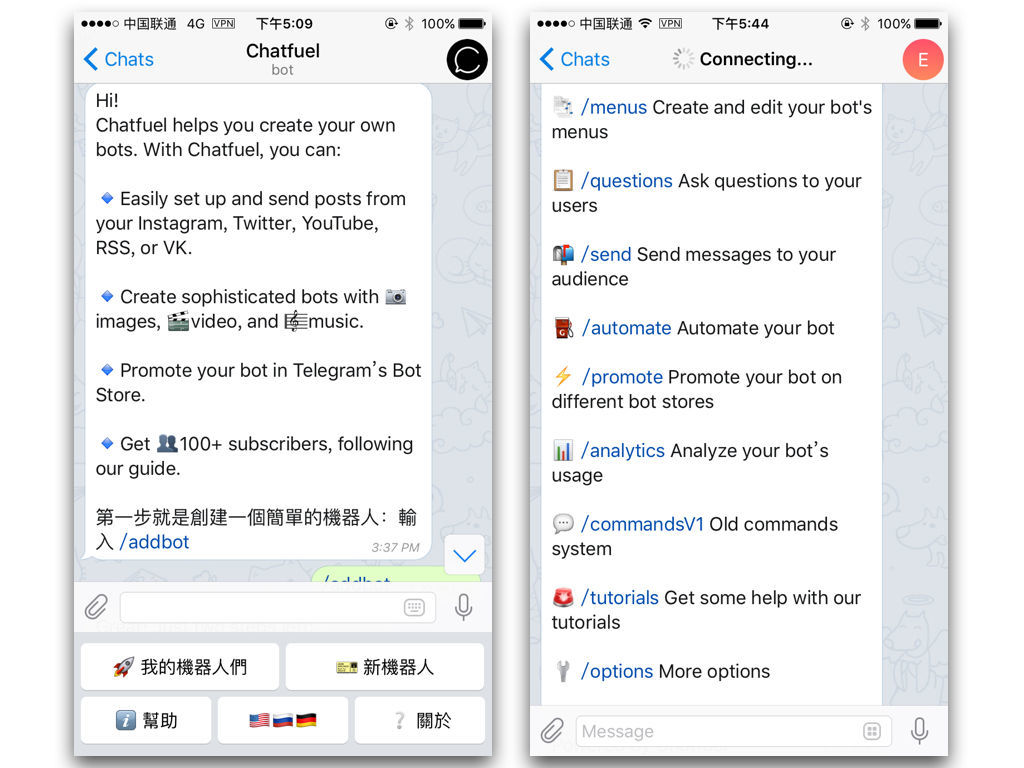 中国联通 4G VPN 下午5:09 100%
Chats
Chatfuel
bot
Hi!
Chatfuel helps you create your own
bots. With Chatfuel, you can:
🔹Easily set up and send posts from
your Instagram, Twitter, YouTube,
RSS, or VK.
🔹Create sophisticated bots with 📷
images, 🎬video, and 🎼music.
🔹Promote your bot in Telegram’s Bot
Store.
🔹Get 👥100+ subscribers, following
our guide.
第一步就是創建一個簡單的機器人：輸
入 /addbot
3:37 PM
/addbot
🚀 我的機器人們
🎫 新機器人
ℹ️ 幫助
🇺🇸🇷🇺🇩🇪
❔ 關於
中国联通 VPN 下午5:44 100%
Chats
Connecting...
E
/menus Create and edit your bot's
menus
📋 /questions Ask questions to your
users
📬 /send Send messages to your
audience
/automate Automate your bot
⚡ /promote Promote your bot on
different bot stores
📊 /analytics Analyze your bot’s
usage
💬 /commandsV1 Old commands
system
🚨 /tutorials Get some help with our
tutorials
🔧 /options More options
Message